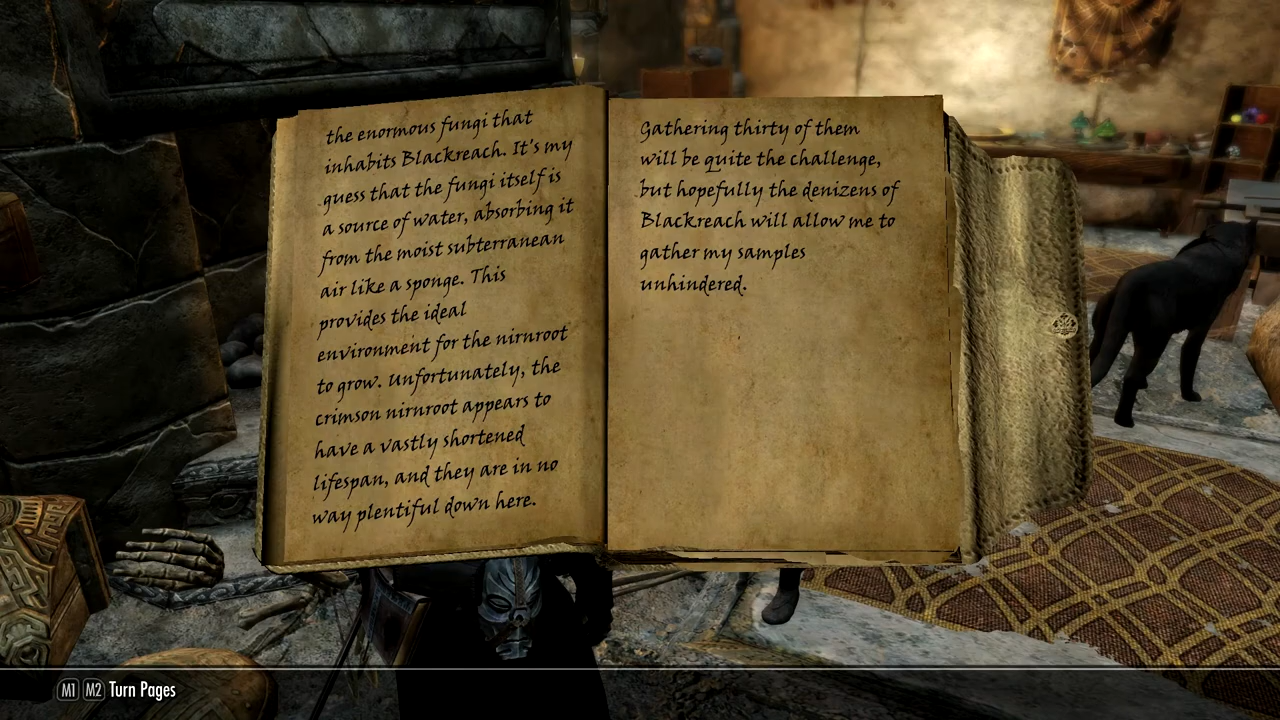 the enormous fungi that
inhabits Blackreach. It's my
guess that the fungi itself is
a source of water, absorbing it
from the moist subterranean
air like a sponge. This
provides the ideal
environment for the nirnroot
to grow. Unfortunately, the
crimson nirnroot appears to
have a vastly shortened
lifespan, and they are in no
way plentiful down here.
Gathering thirty of them
will be quite the challenge,
but hopefully the denizens of
Blackreach will allow me to
gather my samples
unhindered.
M1 M2 Turn Pages